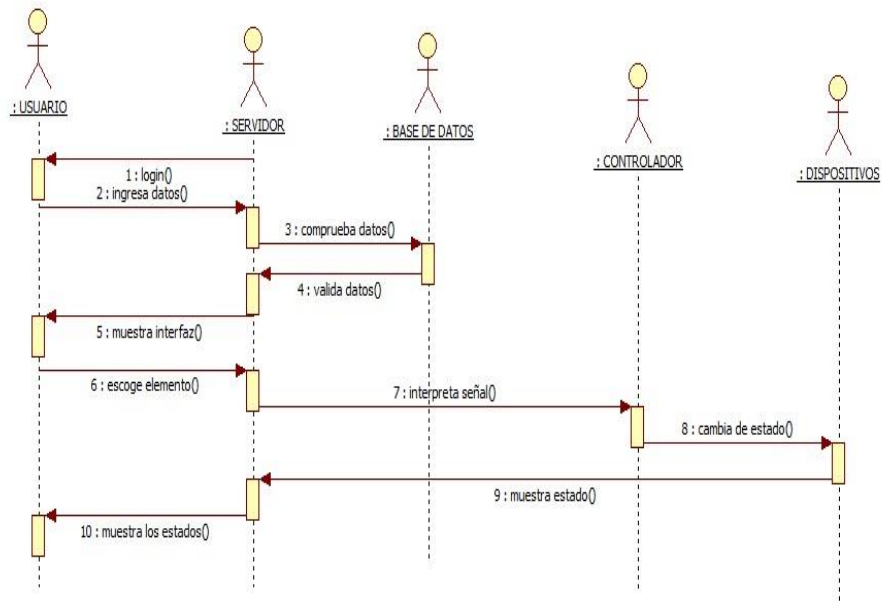 : USUARIO
: SERVIDOR
: BASE DE DATOS
: CONTROLADOR
: DISPOSITIVOS
1 : login()
2 : ingresa datos()
3 : comprueba datos()
4 : valida datos()
5 : muestra interfaz()
6 : escoge elemento()
7 : interpreta señal()
8 : cambia de estado()
9 : muestra estado()
10 : muestra los estados()